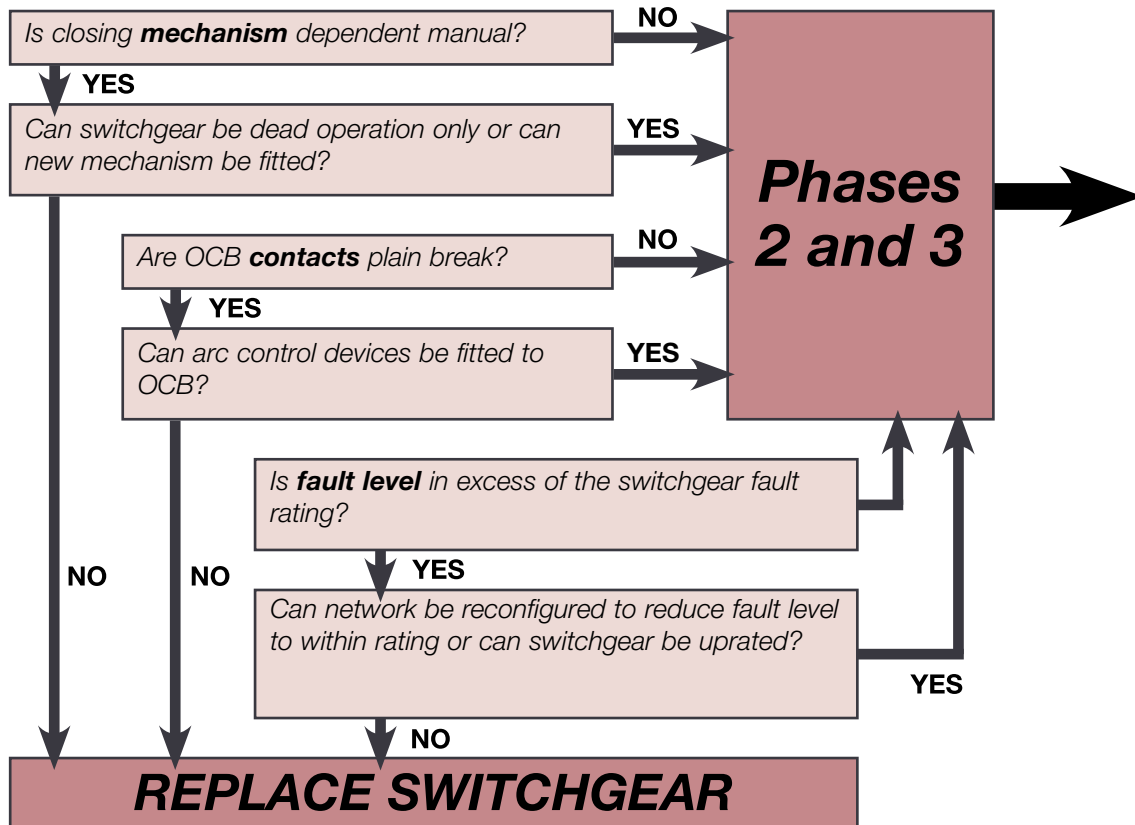 Is closing mechanism dependent manual?
NO
YES
Can switchgear be dead operation only or can
new mechanism be fitted?
YES
Phases
2 and 3
Are OCB contacts plain break?
NO
YES
Can arc control devices be fitted to
OCB?
YES
Is fault level in excess of the switchgear fault
rating?
NO
NO
YES
Can network be reconfigured to reduce fault level
to within rating or can switchgear be uprated?
YES
NO
REPLACE SWITCHGEAR